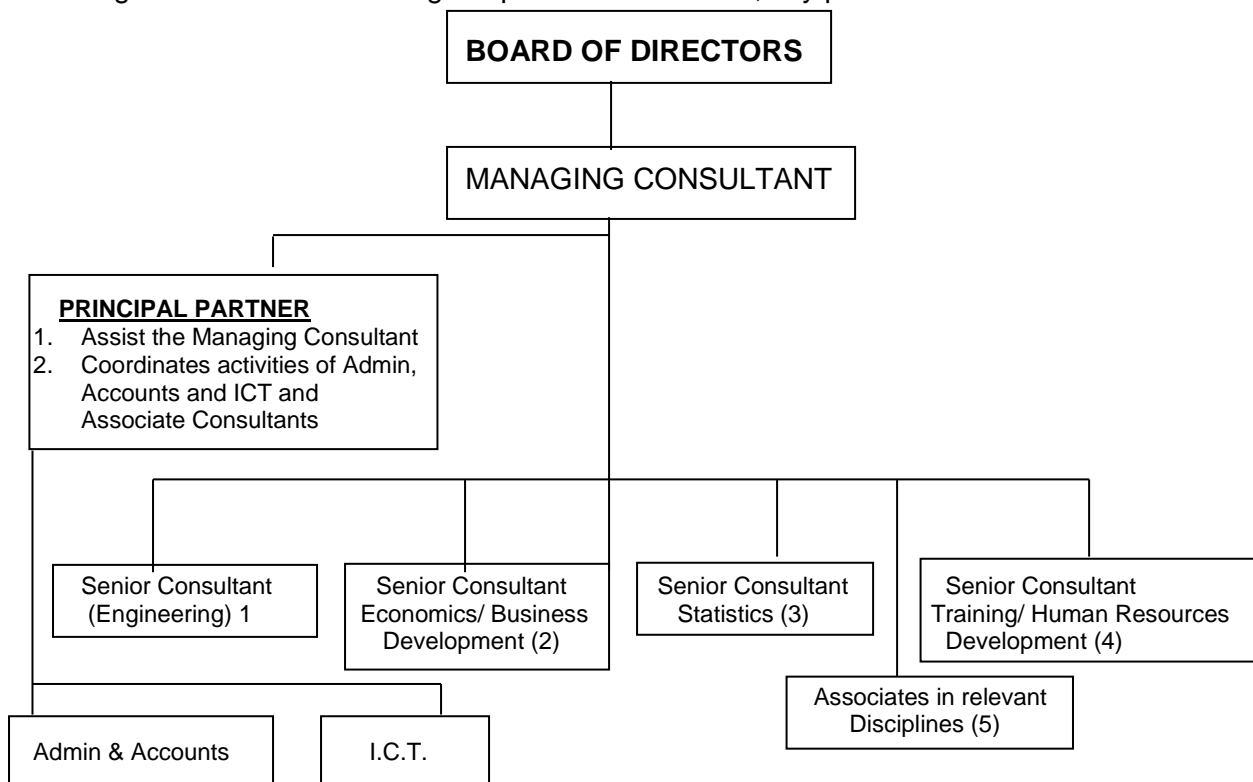 BOARD OF DIRECTORS
MANAGING CONSULTANT
PRINCIPAL PARTNER
1. Assist the Managing Consultant
2. Coordinates activities of Admin,
Accounts and ICT and
Associate Consultants
Senior Consultant
(Engineering) 1
Senior Consultant
Economics/ Business
Development (2)
Senior Consultant
Statistics (3)
Senior Consultant
Training/ Human Resources
Development (4)
Associates in relevant
Disciplines (5)
Admin & Accounts
I.C.T.